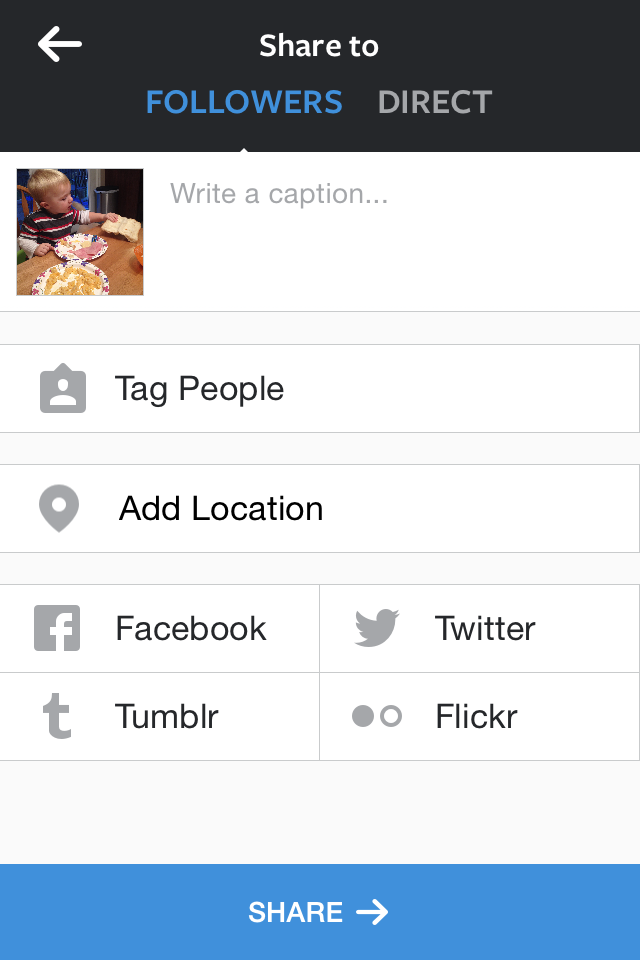 Share to
FOLLOWERS DIRECT
Write a caption...
Tag People
Add Location
Facebook Twitter
Tumblr Flickr
SHARE